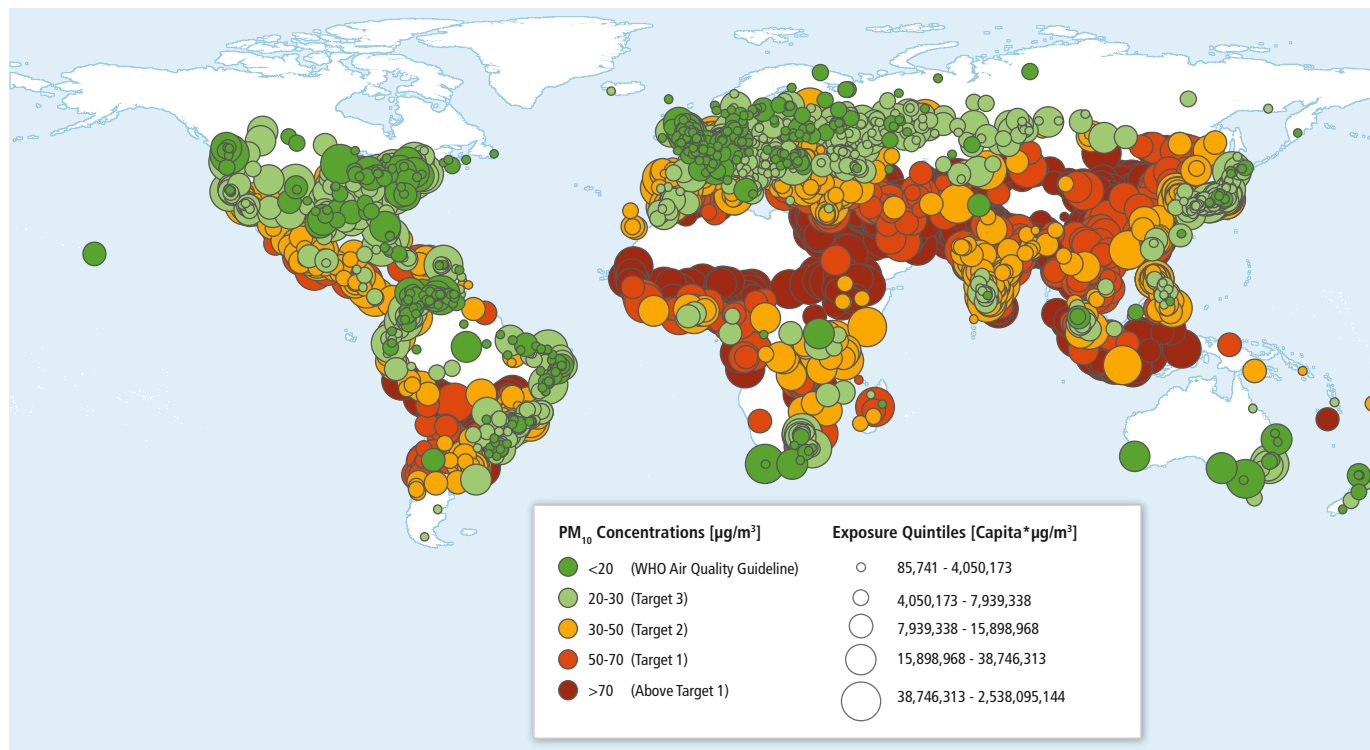 PM10 Concentrations [µg/m³]
<20 (WHO Air Quality Guideline)
20-30 (Target 3)
30-50 (Target 2)
50-70 (Target 1)
>70 (Above Target 1)
Exposure Quintiles [Capita*µg/m³]
85,741 - 4,050,173
4,050,173 - 7,939,338
7,939,338 - 15,898,968
15,898,968 - 38,746,313
38,746,313 - 2,538,095,144